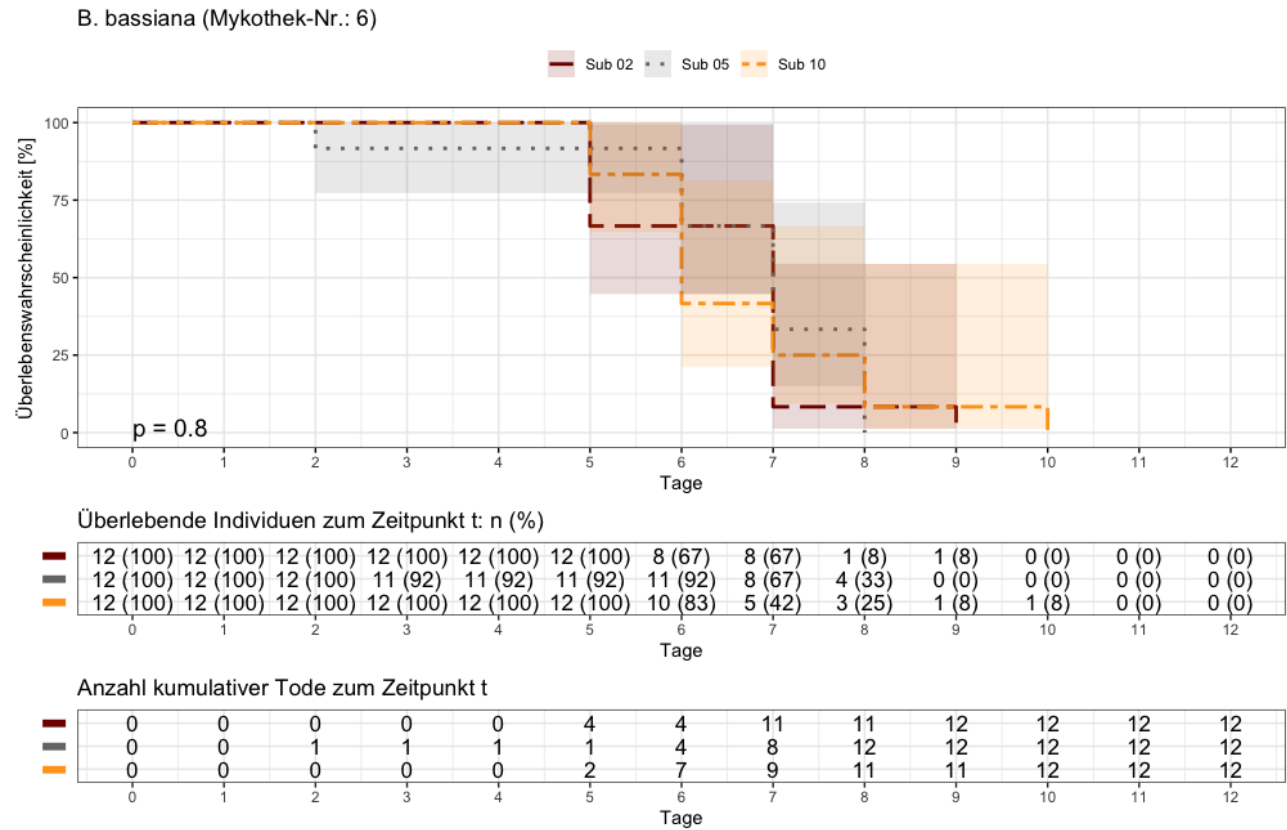 B. bassiana (Mykothek-Nr.: 6)
Sub 02 Sub 05 Sub 10
Überlebenswahrscheinlichkeit [%]
100
75
50
25
0
p = 0.8
0 1 2 3 4 5 6 7 8 9 10 11 12
Tage
Überlebende Individuen zum Zeitpunkt t: n (%)
12 (100) 12 (100) 12 (100) 12 (100) 12 (100) 12 (100) 8 (67) 8 (67) 1 (8) 1 (8) 0 (0) 0 (0) 0 (0)
12 (100) 12 (100) 12 (100) 11 (92) 11 (92) 11 (92) 11 (92) 8 (67) 4 (33) 0 (0) 0 (0) 0 (0) 0 (0)
12 (100) 12 (100) 12 (100) 12 (100) 12 (100) 12 (100) 10 (83) 5 (42) 3 (25) 1 (8) 1 (8) 0 (0) 0 (0)
0 1 2 3 4 5 6 7 8 9 10 11 12
Tage
Anzahl kumulativer Tode zum Zeitpunkt t
0 0 0 0 0 4 4 11 11 12 12 12 12
0 0 1 1 1 1 4 8 12 12 12 12 12
0 0 0 0 0 2 7 9 11 11 12 12 12
0 1 2 3 4 5 6 7 8 9 10 11 12
Tage